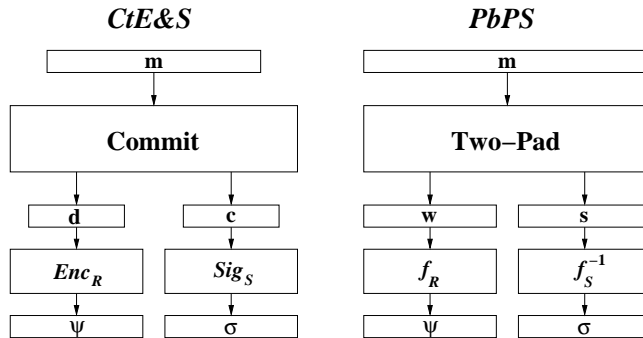 CtE&S PbPS
m m
Commit Two–Pad
d c w s
Enc_R Sig_S f_R f_S^{-1}
ψ σ ψ σ